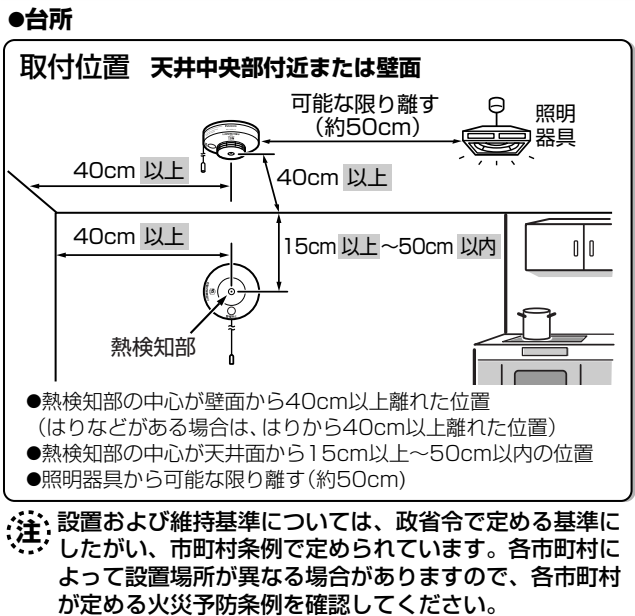 ●台所
取付位置 天井中央部付近または壁面
可能な限り離す
（約50cm）
照明
器具
40cm 以上
40cm 以上
40cm 以上
15cm 以上～50cm 以内
熱検知部
●熱検知部の中心が壁面から40cm以上離れた位置
（はりなどがある場合は、はりから40cm以上離れた位置）
●熱検知部の中心が天井面から15cm以上～50cm以内の位置
●照明器具から可能な限り離す（約50cm）
注 設置および維持基準については、政省令で定める基準に
したがい、市町村条例で定められています。各市町村に
よって設置場所が異なる場合がありますので、各市町村
が定める火災予防条例を確認してください。